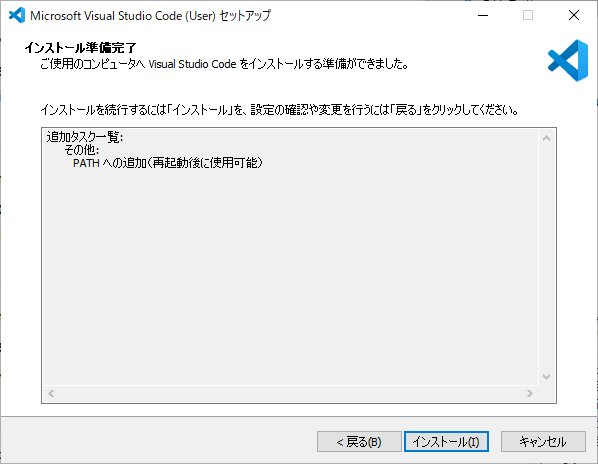 Microsoft Visual Studio Code (User) セットアップ
インストール準備完了
ご使用のコンピュータへ Visual Studio Code をインストールする準備ができました。
インストールを続行するには「インストール」を、設定の確認や変更を行うには「戻る」をクリックしてください。
追加タスク一覧:
その他:
PATH への追加（再起動後に使用可能）
< 戻る(B)
インストール(I)
キャンセル